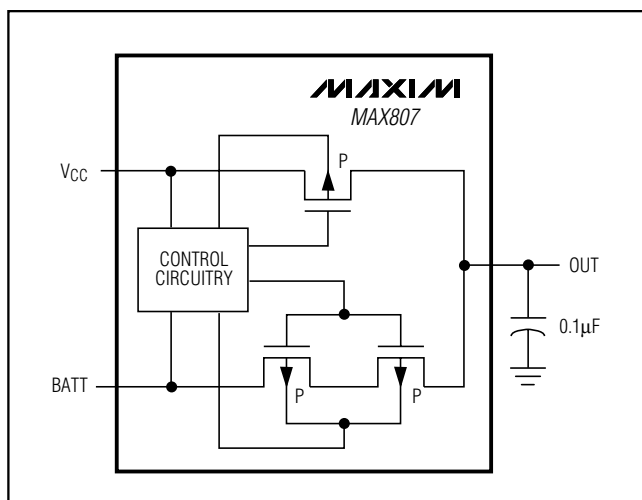 MAXIM
MAX807
P
VCC
CONTROL
CIRCUITRY
OUT
0.1μF
BATT
P
P